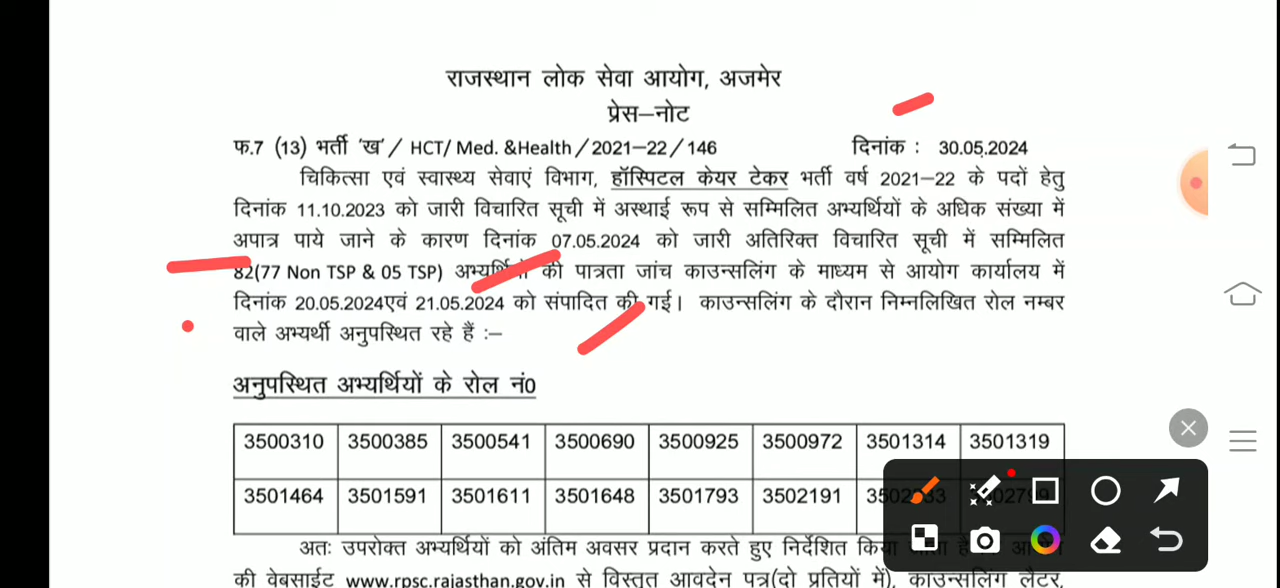 राजस्थान लोक सेवा आयोग, अजमेर
प्रेस–नोट
फ.7 (13) भर्ती 'ख'/ HCT/ Med. &Health/2021–22/146 दिनांक : 30.05.2024
चिकित्सा एवं स्वास्थ्य सेवाएं विभाग, हॉस्पिटल केयर टेकर भर्ती वर्ष 2021–22 के पदों हेतु
दिनांक 11.10.2023 को जारी विचारित सूची में अस्थाई रूप से सम्मिलित अभ्यर्थियों के अधिक संख्या में
अपात्र पाये जाने के कारण दिनांक 07.05.2024 को जारी अतिरिक्त विचारित सूची में सम्मिलित
82(77 Non TSP & 05 TSP) अभ्यर्थियों की पात्रता जांच काउन्सलिंग के माध्यम से आयोग कार्यालय में
दिनांक 20.05.2024एवं 21.05.2024 को संपादित की गई। काउन्सलिंग के दौरान निम्नलिखित रोल नम्बर
वाले अभ्यर्थी अनुपस्थित रहे हैं :–
अनुपस्थित अभ्यर्थियों के रोल नं0
3500310 3500385 3500541 3500690 3500925 3500972 3501314 3501319
3501464 3501591 3501611 3501648 3501793 3502191
अतः उपरोक्त अभ्यर्थियों को अंतिम अवसर प्रदान करते हुए निर्देशित किया
की वेबसाईट www.rpsc.rajasthan.gov.in से विस्तृत आवदेन पत्र(दो प्रतियों में), काउन्सलिंग लैटर,